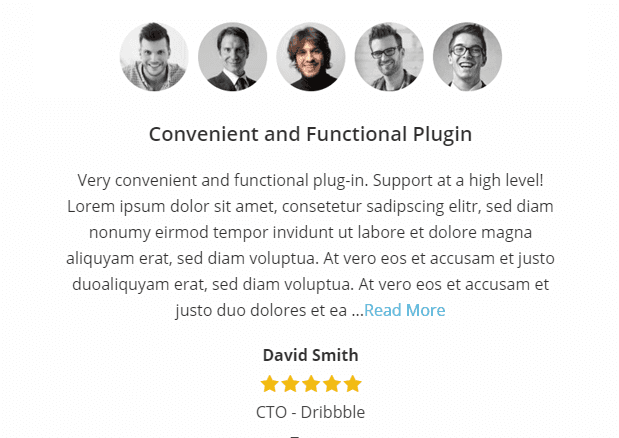 Convenient and Functional Plugin
Very convenient and functional plug-in. Support at a high level!
Lorem ipsum dolor sit amet, consetetur sadipscing elitr, sed diam
nonumy eirmod tempor invidunt ut labore et dolore magna
aliquyam erat, sed diam voluptua. At vero eos et accusam et justo
duoaliquyam erat, sed diam voluptua. At vero eos et accusam et
justo duo dolores et ea ...Read More
David Smith
CTO - Dribbble